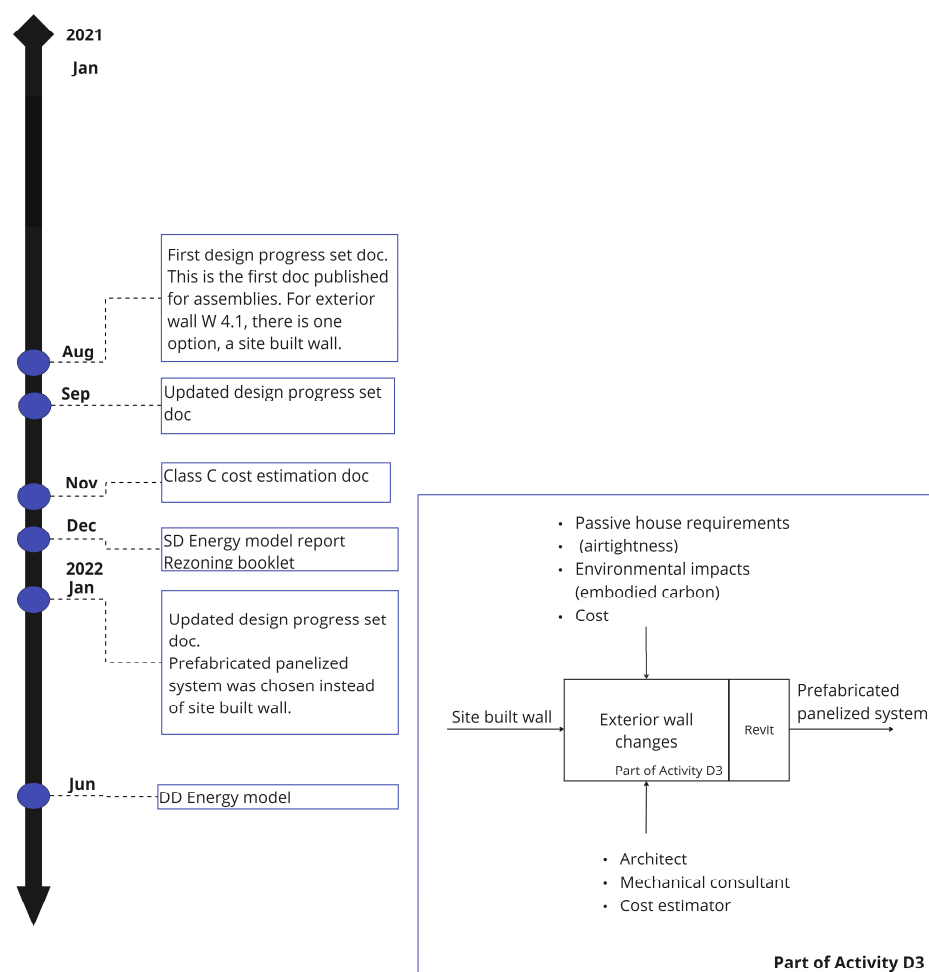 2021
Jan
First design progress set doc.
This is the first doc published
for assemblies. For exterior
wall W 4.1, there is one
option, a site built wall.
Aug
Sep
Updated design progress set
doc
Nov
Class C cost estimation doc
Dec
SD Energy model report
Rezoning booklet
2022
Jan
Updated design progress set
doc.
Prefabricated panelized
system was chosen instead
of site built wall.
Jun
DD Energy model
• Passive house requirements
• (airtightness)
• Environmental impacts
(embodied carbon)
• Cost
Site built wall
Exterior wall
changes
Part of Activity D3
Revit
Prefabricated
panelized system
• Architect
• Mechanical consultant
• Cost estimator
Part of Activity D3